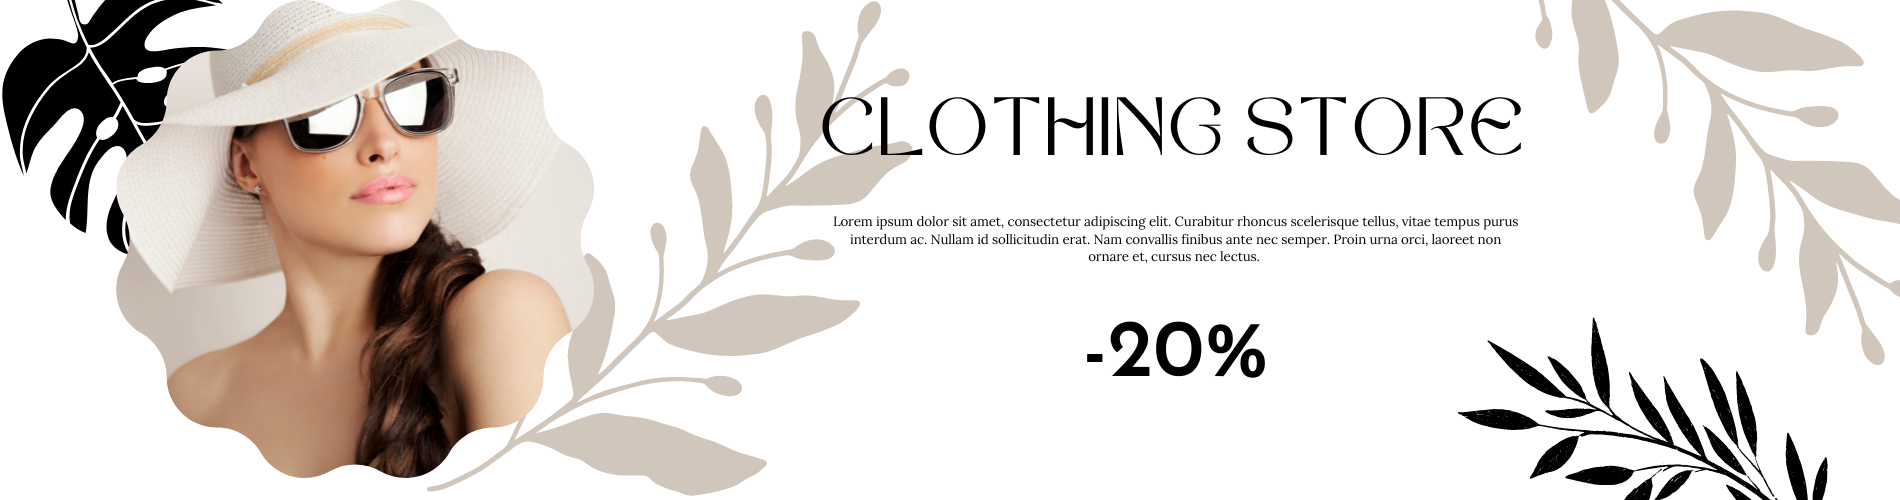 CLOTHING STORE
Lorem ipsum dolor sit amet, consectetur adipiscing elit. Curabitur rhoncus scelerisque tellus, vitae tempus purus
interdum ac. Nullam id sollicitudin erat. Nam convallis finibus ante nec semper. Proin urna orci, laoreet non
ornare et, cursus nec lectus.
-20%